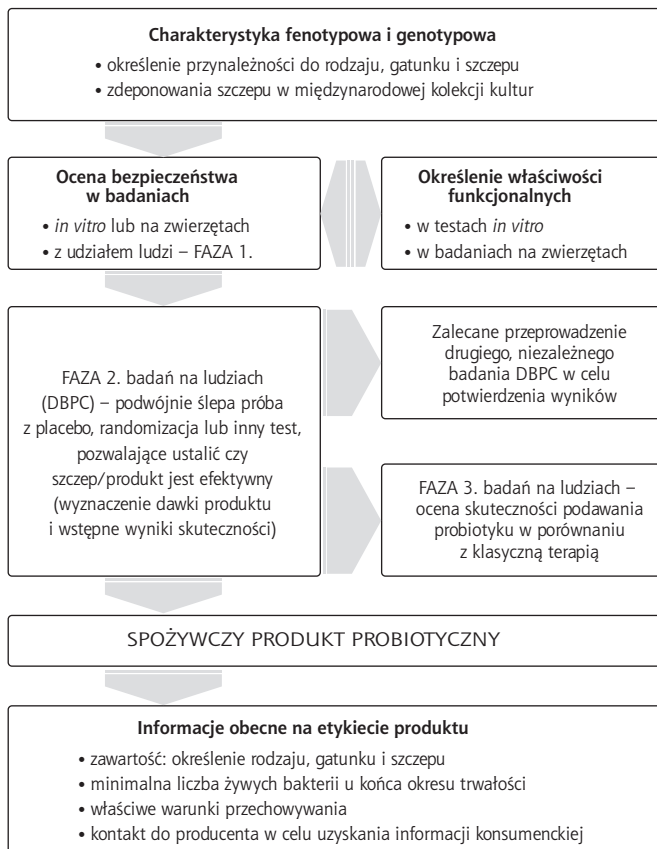 Charakterystyka fenotypowa i genotypowa
• określenie przynależności do rodzaju, gatunku i szczepu
• zdeponowania szczepu w międzynarodowej kolekcji kultur
Ocena bezpieczeństwa
w badaniach
• in vitro lub na zwierzętach
• z udziałem ludzi – FAZA 1.
Określenie właściwości
funkcjonalnych
• w testach in vitro
• w badaniach na zwierzętach
FAZA 2. badań na ludziach
(DBPC) – podwójnie ślepa próba
z placebo, randomizacja lub inny test,
pozwalające ustalić czy
szczep/produkt jest efektywny
(wyznaczenie dawki produktu
i wstępne wyniki skuteczności)
Zalecane przeprowadzenie
drugiego, niezależnego
badania DBPC w celu
potwierdzenia wyników
FAZA 3. badań na ludziach –
ocena skuteczności podawania
probiotyku w porównaniu
z klasyczną terapią
SPOŻYWCZY PRODUKT PROBIOTYCZNY
Informacje obecne na etykiecie produktu
• zawartość: określenie rodzaju, gatunku i szczepu
• minimalna liczba żywych bakterii u końca okresu trwałości
• właściwe warunki przechowywania
• kontakt do producenta w celu uzyskania informacji konsumenckiej